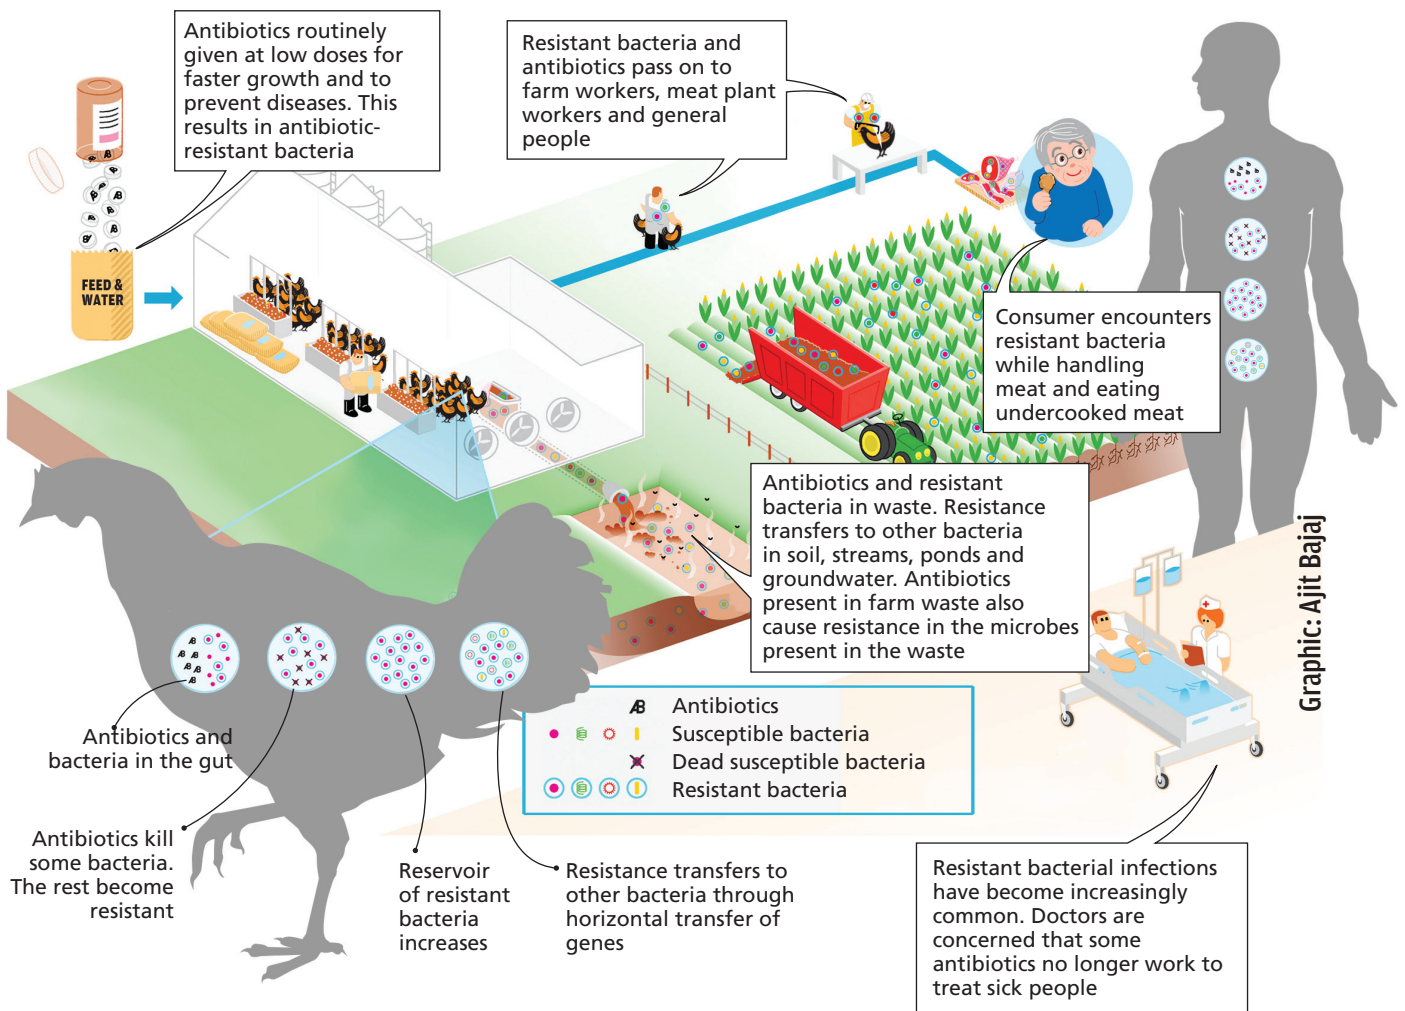 Antibiotics routinely
given at low doses for
faster growth and to
prevent diseases. This
results in antibiotic-
resistant bacteria
Resistant bacteria and
antibiotics pass on to
farm workers, meat plant
workers and general
people
FEED &
WATER
Consumer encounters
resistant bacteria
while handling
meat and eating
undercooked meat
Antibiotics and resistant
bacteria in waste. Resistance
transfers to other bacteria
in soil, streams, ponds and
groundwater. Antibiotics
present in farm waste also
cause resistance in the microbes
present in the waste
Graphic: Ajit Bajaj
AB Antibiotics
Susceptible bacteria
Dead susceptible bacteria
Resistant bacteria
Antibiotics and
bacteria in the gut
Antibiotics kill
some bacteria.
The rest become
resistant
Reservoir
of resistant
bacteria
increases
Resistance transfers to
other bacteria through
horizontal transfer of
genes
Resistant bacterial infections
have become increasingly
common. Doctors are
concerned that some
antibiotics no longer work to
treat sick people